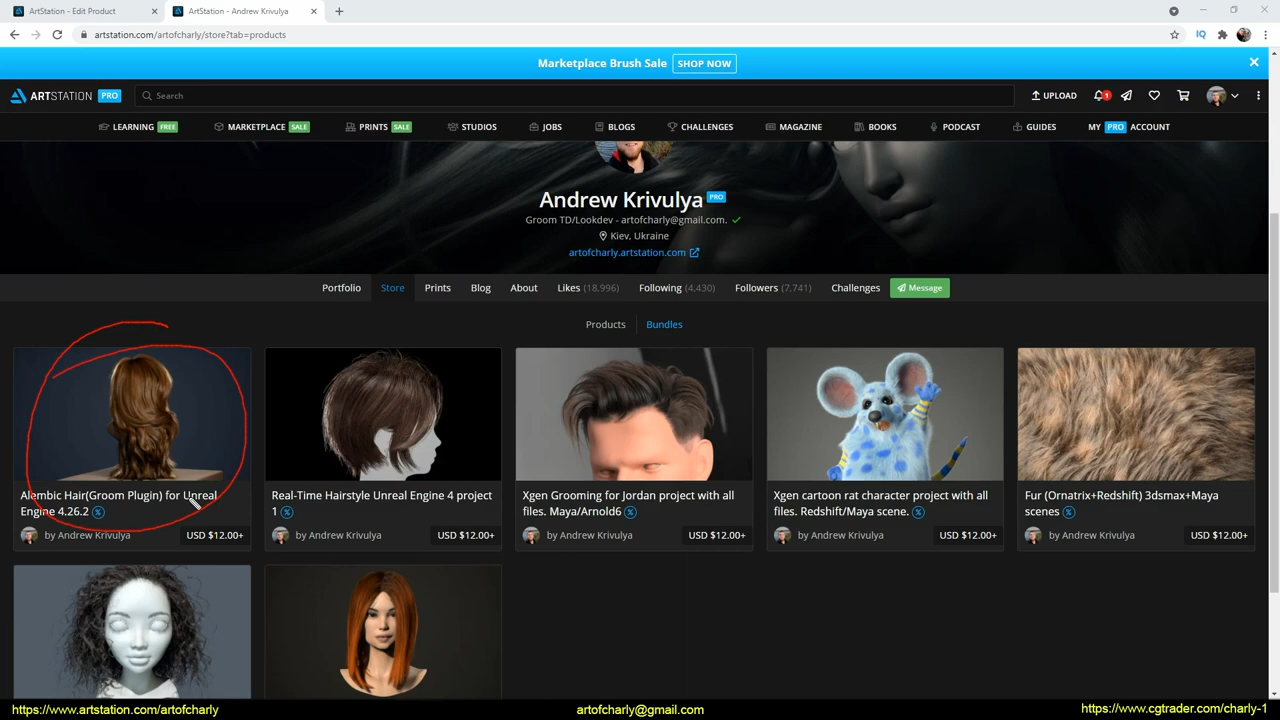 ArtStation - Edit Product
ArtStation - Andrew Krivulya
artstation.com/artofcharly/store?tab=products
IQ
Marketplace Brush Sale SHOP NOW
ARTSTATION PRO
Search
UPLOAD
1
LEARNING FREE
MARKETPLACE SALE
PRINTS SALE
STUDIOS
JOBS
BLOGS
CHALLENGES
MAGAZINE
BOOKS
PODCAST
GUIDES
MY PRO ACCOUNT
Andrew Krivulya PRO
Groom TD/Lookdev - artofcharly@gmail.com.
Kiev, Ukraine
artofcharly.artstation.com
Portfolio
Store
Prints
Blog
About
Likes (18,996)
Following (4,430)
Followers (7,741)
Challenges
Message
Products
Bundles
Alembic Hair(Groom Plugin) for Unreal
Engine 4.26.2
by Andrew Krivulya
USD $12.00+
Real-Time Hairstyle Unreal Engine 4 project
1
by Andrew Krivulya
USD $12.00+
Xgen Grooming for Jordan project with all
files. Maya/Arnold6
by Andrew Krivulya
USD $12.00+
Xgen cartoon rat character project with all
files. Redshift/Maya scene.
by Andrew Krivulya
USD $12.00+
Fur (Ornatrix+Redshift) 3dsmax+Maya
scenes
by Andrew Krivulya
USD $12.00+
https://www.artstation.com/artofcharly
artofcharly@gmail.com
https://www.cgtrader.com/charly-1